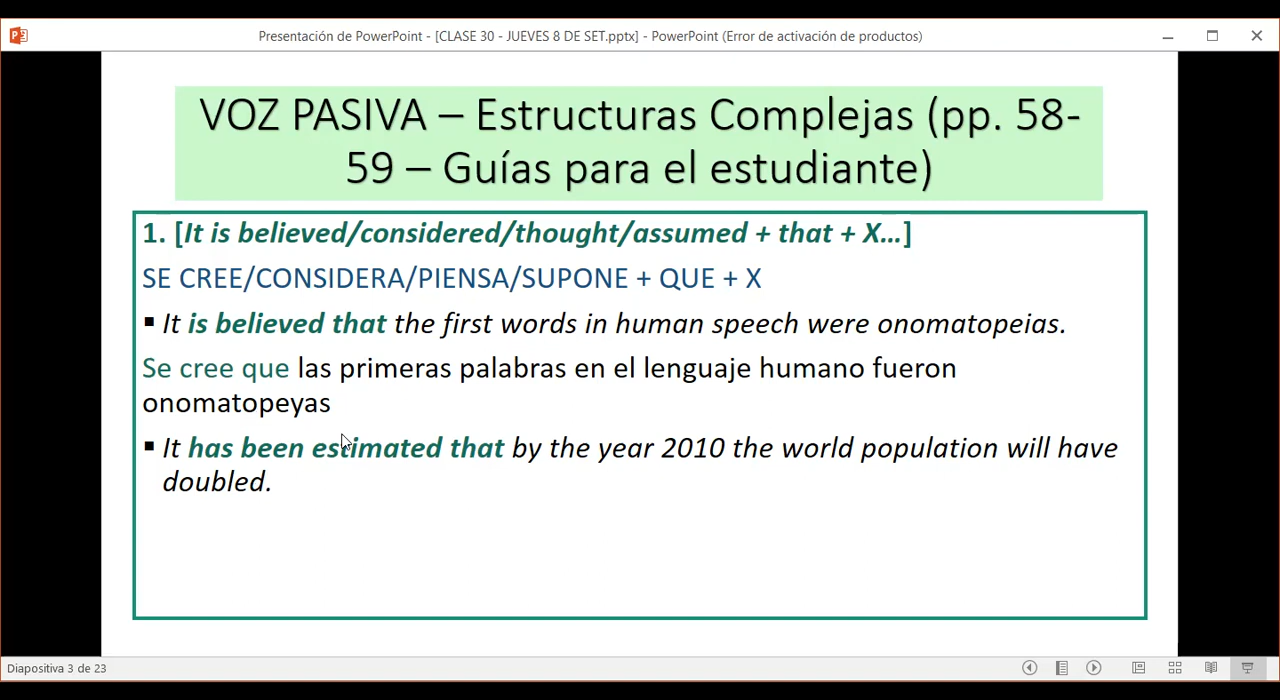 Presentación de PowerPoint - [CLASE 30 - JUEVES 8 DE SET.pptx] - PowerPoint (Error de activación de productos)
VOZ PASIVA – Estructuras Complejas (pp. 58-
59 – Guías para el estudiante)
1. [It is believed/considered/thought/assumed + that + X...]
SE CREE/CONSIDERA/PIENSA/SUPONE + QUE + X
▪ It is believed that the first words in human speech were onomatopeias.
Se cree que las primeras palabras en el lenguaje humano fueron
onomatopeyas
▪ It has been estimated that by the year 2010 the world population will have
doubled.
Diapositiva 3 de 23